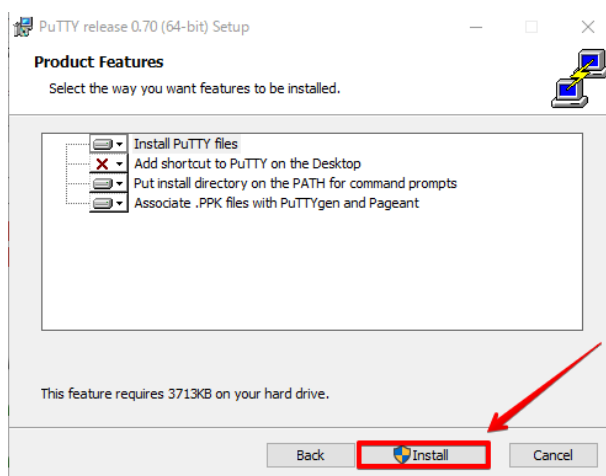 PuTTY release 0.70 (64-bit) Setup
Product Features
Select the way you want features to be installed.
Install PuTTY files
Add shortcut to PuTTY on the Desktop
Put install directory on the PATH for command prompts
Associate .PPK files with PuTTYgen and Pageant
This feature requires 3713KB on your hard drive.
Back Install Cancel